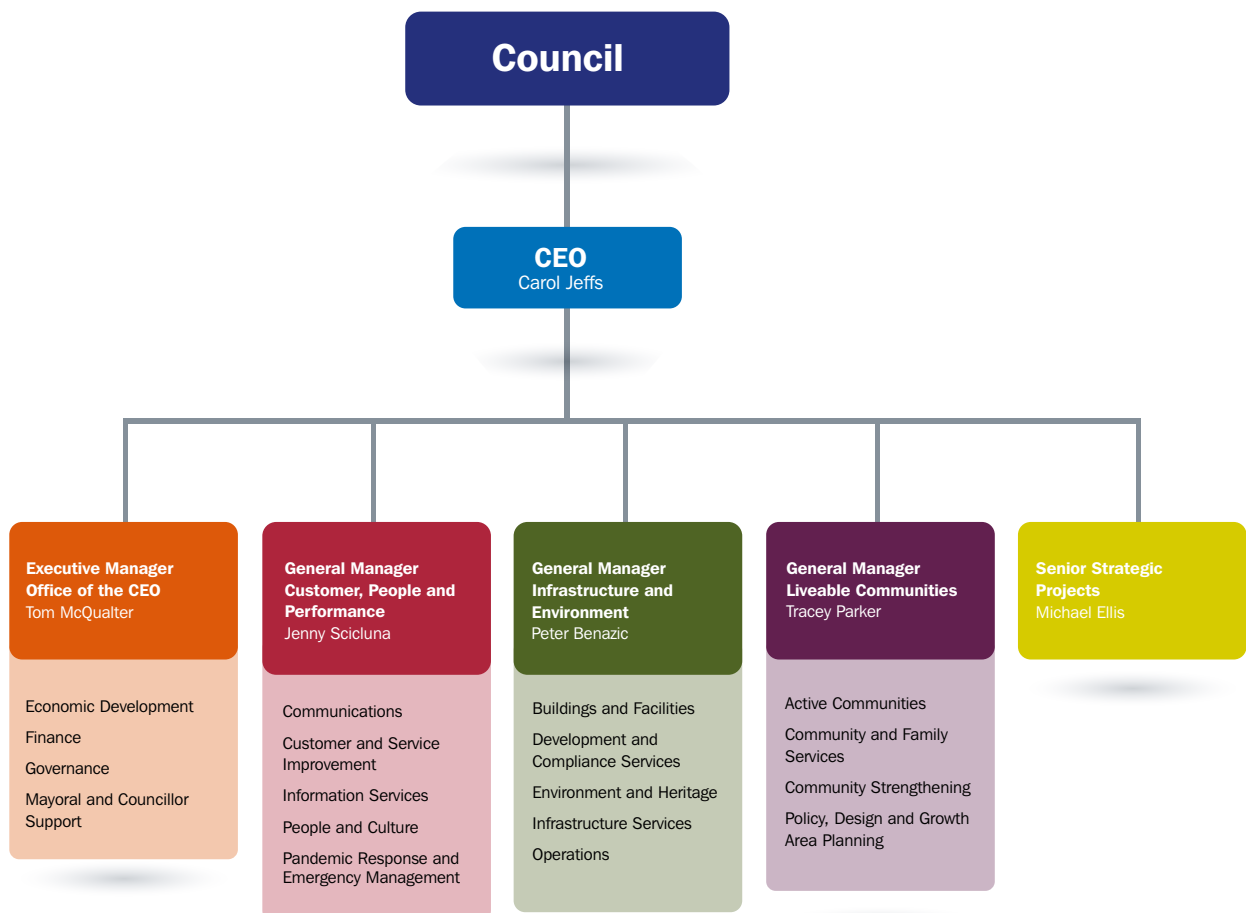 Council
CEO
Carol Jeffs
Executive Manager
Office of the CEO
Tom McQualter
Economic Development
Finance
Governance
Mayoral and Councillor
Support
General Manager
Customer, People and
Performance
Jenny Scicluna
Communications
Customer and Service
Improvement
Information Services
People and Culture
Pandemic Response and
Emergency Management
General Manager
Infrastructure and
Environment
Peter Benazic
Buildings and Facilities
Development and
Compliance Services
Environment and Heritage
Infrastructure Services
Operations
General Manager
Liveable Communities
Tracey Parker
Active Communities
Community and Family
Services
Community Strengthening
Policy, Design and Growth
Area Planning
Senior Strategic
Projects
Michael Ellis